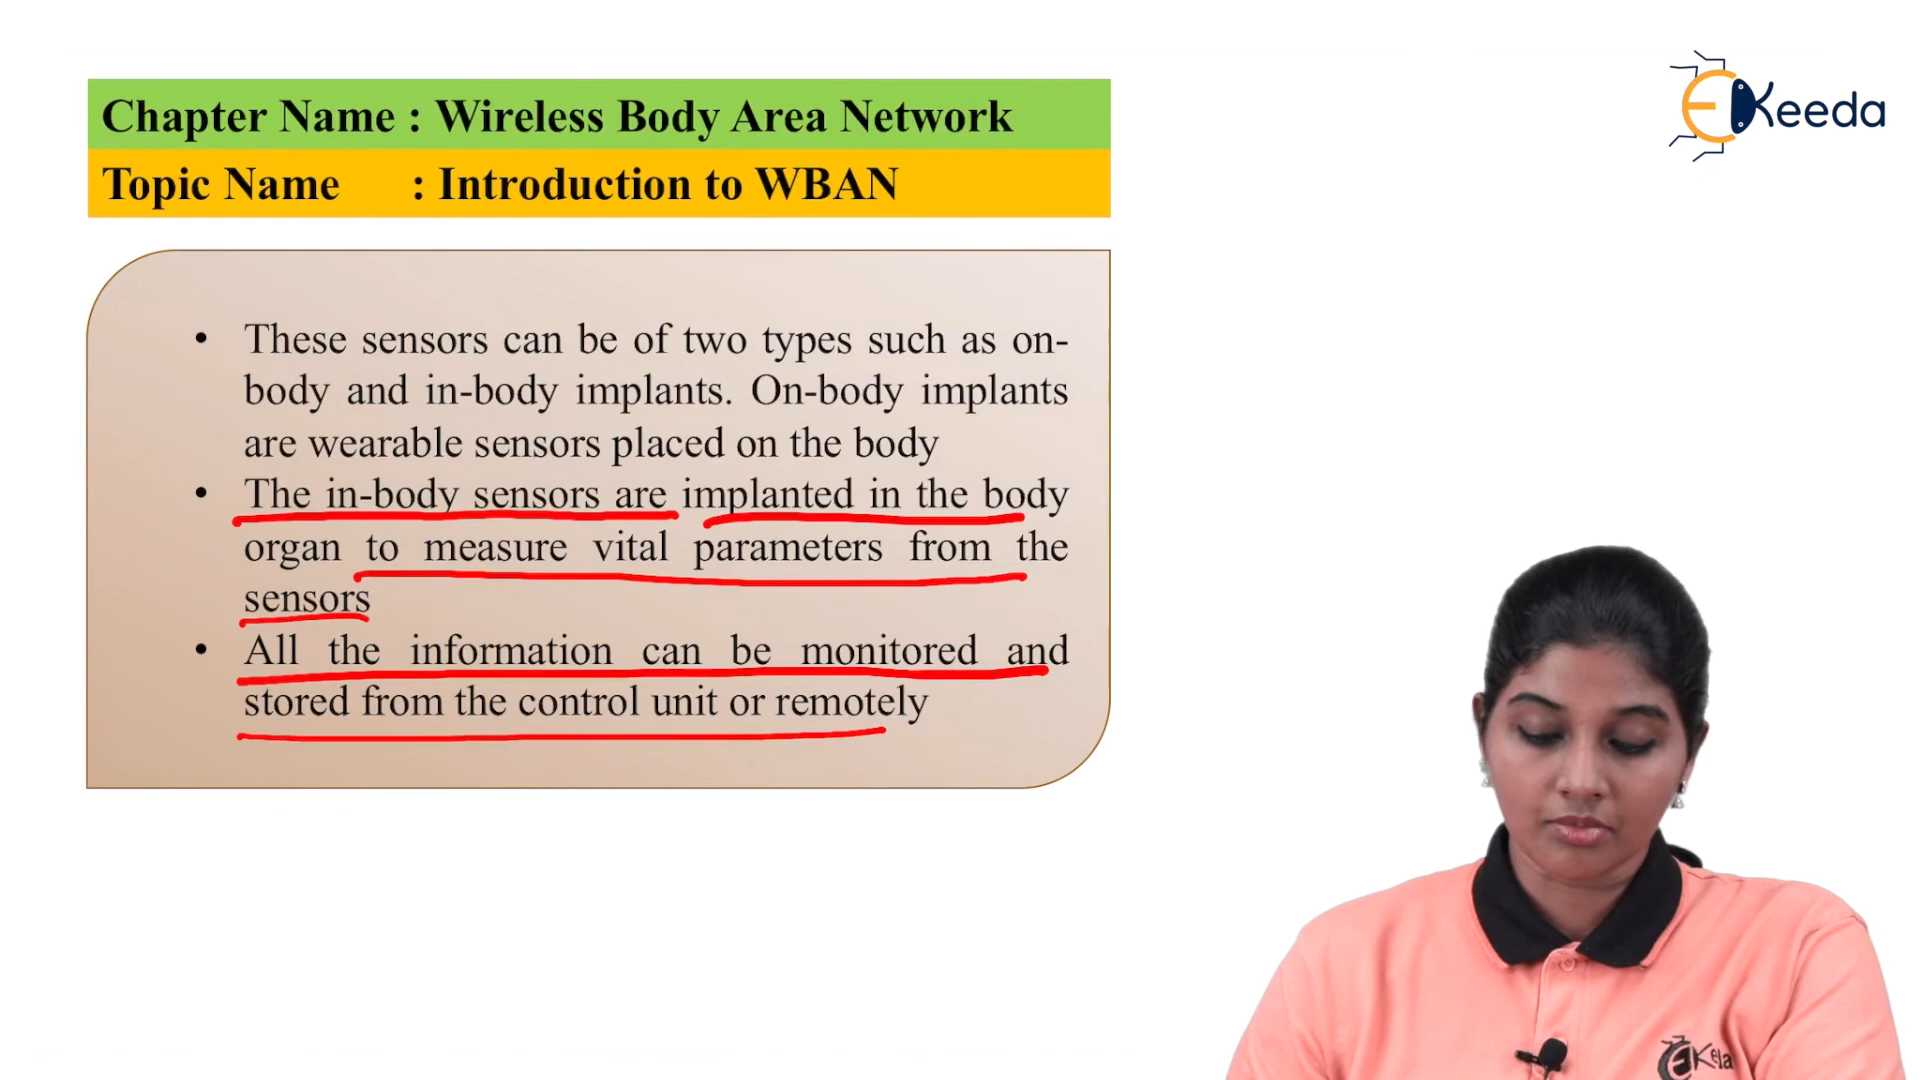 Chapter Name : Wireless Body Area Network
Topic Name : Introduction to WBAN
EKeeda
• These sensors can be of two types such as on-
body and in-body implants. On-body implants
are wearable sensors placed on the body
• The in-body sensors are implanted in the body
organ to measure vital parameters from the
sensors
• All the information can be monitored and
stored from the control unit or remotely